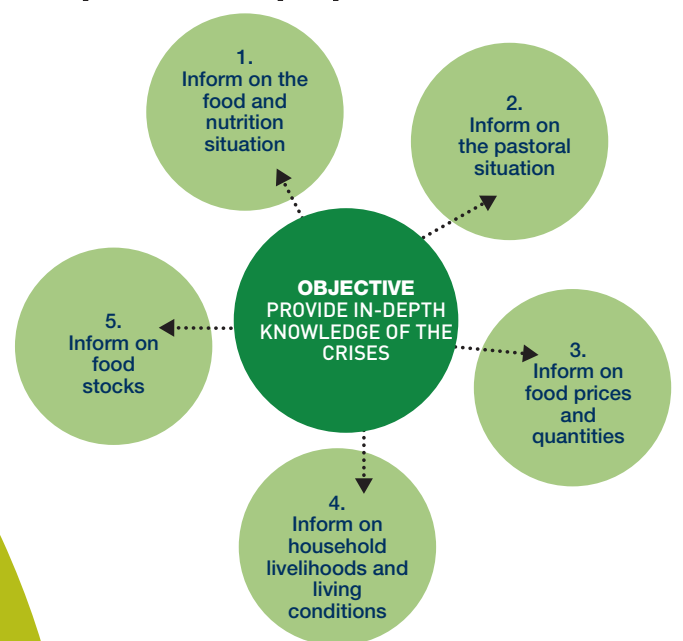 1.
Inform on the
food and
nutrition
situation
2.
Inform on
the pastoral
situation
OBJECTIVE
PROVIDE IN-DEPTH
KNOWLEDGE OF THE
CRISES
3.
Inform on
food prices
and
quantities
4.
Inform on
household
livelihoods and
living
conditions
5.
Inform on
food
stocks